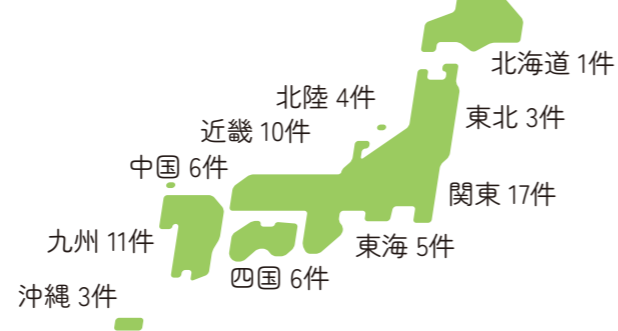 北海道 1件
北陸 4件
東北 3件
近畿 10件
中国 6件
関東 17件
九州 11件
東海 5件
四国 6件
沖縄 3件